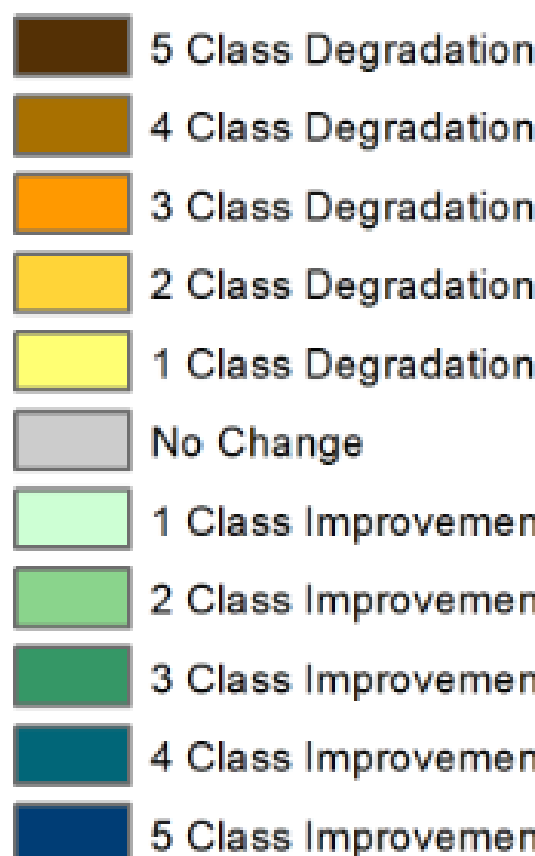 5 Class Degradation
4 Class Degradation
3 Class Degradation
2 Class Degradation
1 Class Degradation
No Change
1 Class Improvemen
2 Class Improvemen
3 Class Improvemen
4 Class Improvemen
5 Class Improvemen